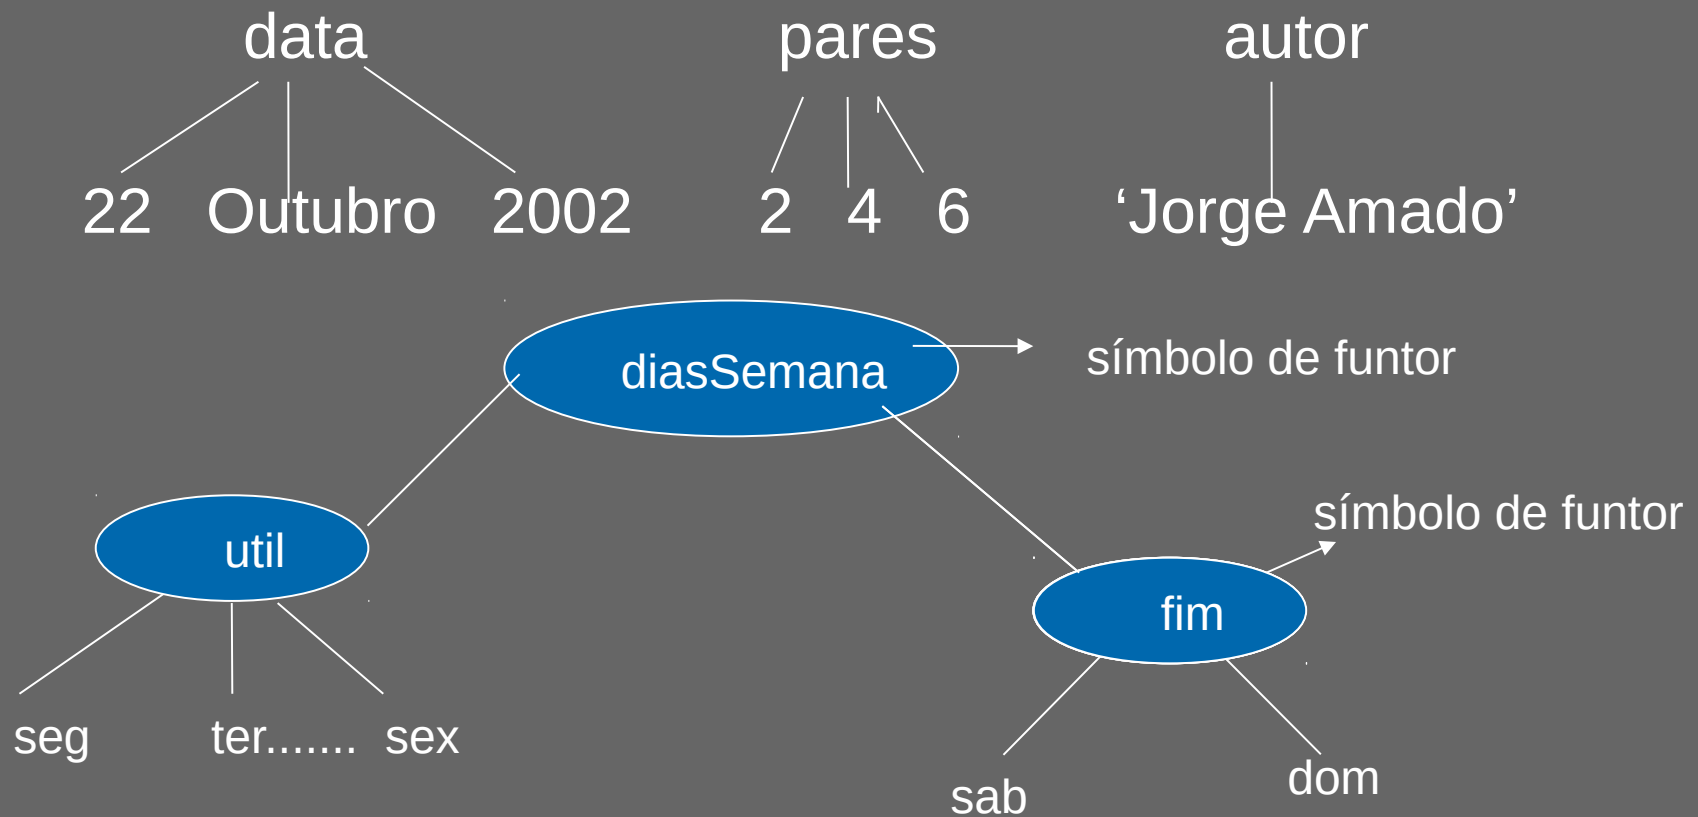 data pares autor
22 Outubro 2002 2 4 6 ‘Jorge Amado’
diasSemana
símbolo de funtor
símbolo de funtor
util
fim
seg ter....... sex
sab
dom